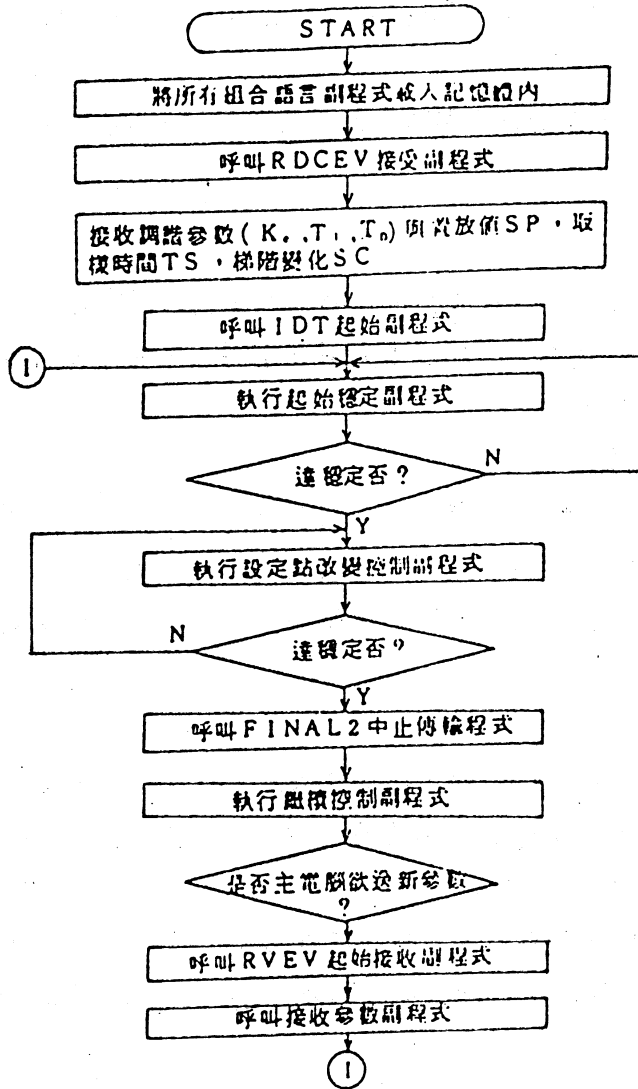 START
將所有組合語言副程式載入記憶體內
呼叫RDCEV接受副程式
接收調諧參數(Kc,TI,TD)與設放值SP,取
樣時間TS,梯階變化SC
呼叫IDT起始副程式
1
執行起始穩定副程式
達穩定否?
N
Y
執行設定點改變控制副程式
N
達穩定否?
Y
呼叫FINAL2中止傳輸程式
執行繼續控制副程式
是否主電腦欲送新參數
?
呼叫RVEV起始接收副程式
呼叫接收參數副程式
1